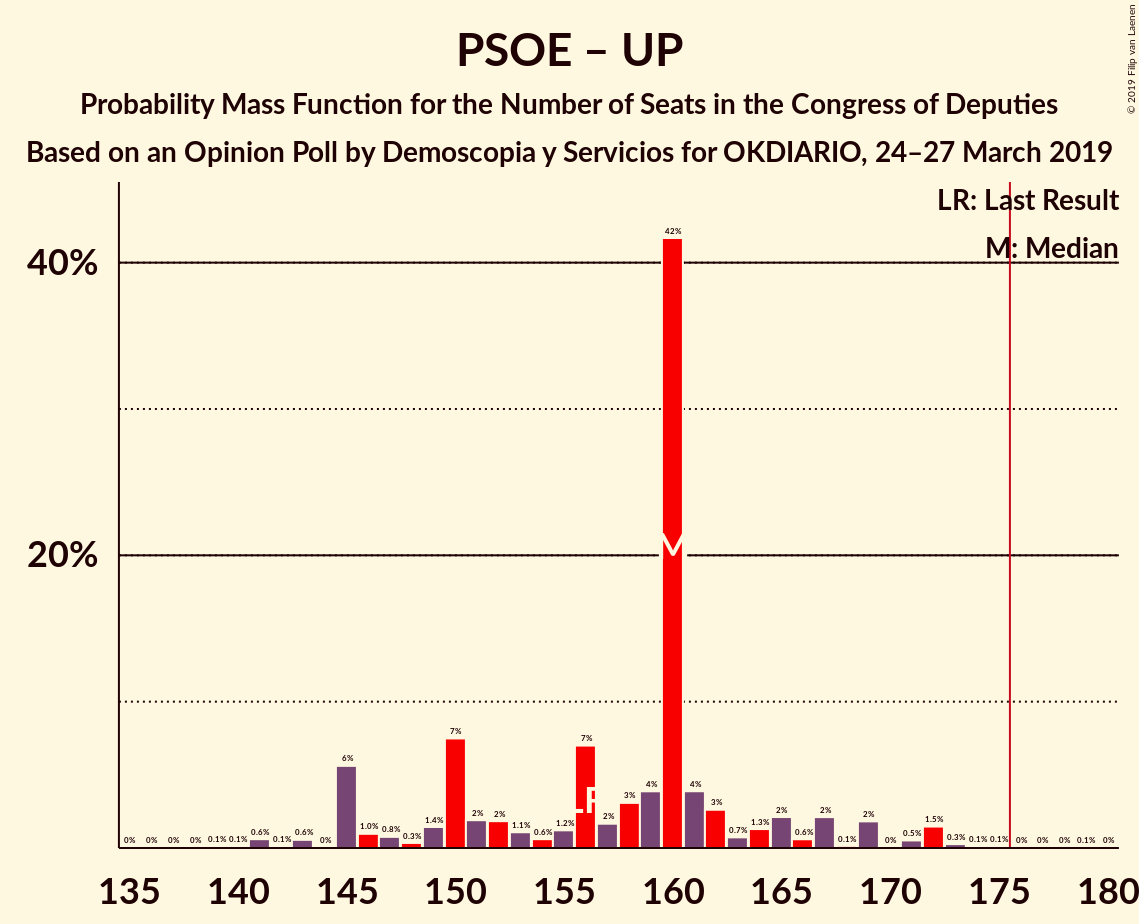 PSOE – UP
Probability Mass Function for the Number of Seats in the Congress of Deputies
Based on an Opinion Poll by Demoscopia y Servicios for OKDIARIO, 24–27 March 2019
© 2019 Filip van Laenen
LR: Last Result
M: Median
40%
20%
42%
M
LR
0% 0% 0% 0% 0.1% 0.1% 0.6% 0.1% 0.6% 0% 6% 1.0% 0.8% 0.3% 1.4% 7% 2% 2% 1.1% 0.6% 1.2% 7% 2% 3% 4% 4% 3% 0.7% 1.3% 2% 0.6% 2% 0.1% 2% 0% 0.5% 1.5% 0.3% 0.1% 0.1% 0% 0% 0% 0.1% 0%
135 140 145 150 155 160 165 170 175 180